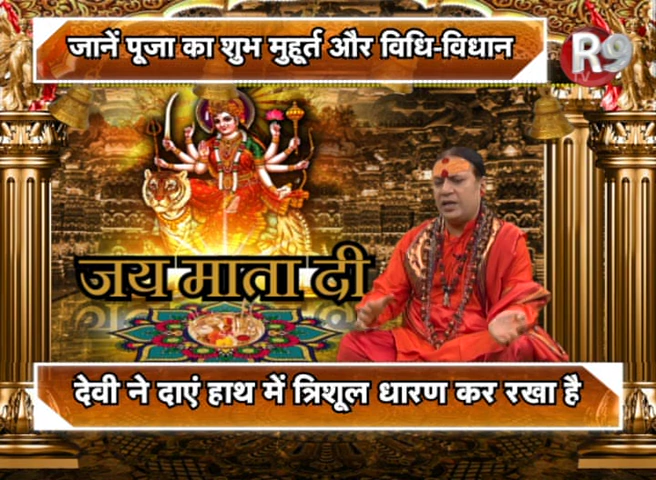 जानें पूजा का शुभ मुहूर्त और विधि-विधान
R9
जय माता दी
देवी ने दाएं हाथ में त्रिशूल धारण कर रखा है